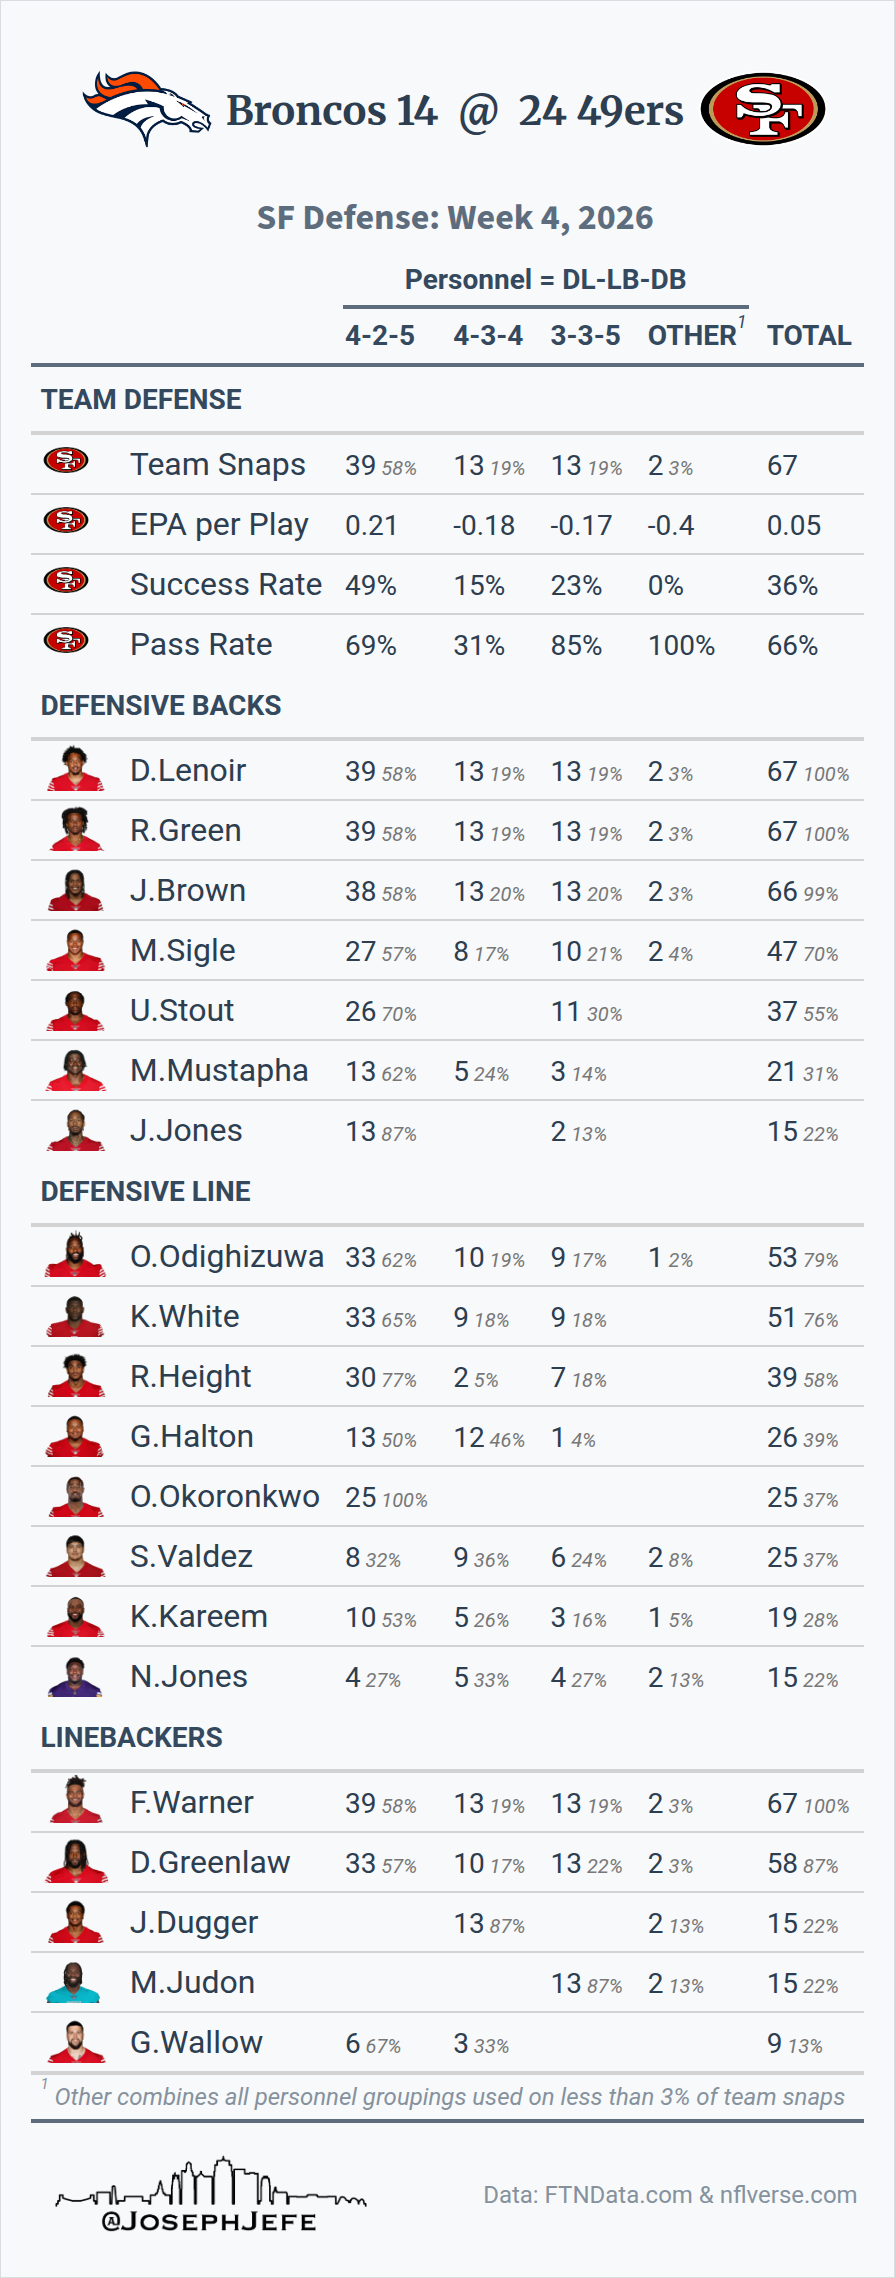 Broncos 14 @ 24 49ers
SF Defense: Week 4, 2026
Personnel = DL-LB-DB
4-2-5 4-3-4 3-3-5 OTHER1 TOTAL
TEAM DEFENSE
SF Team Snaps 39 58% 13 19% 13 19% 2 3% 67
SF EPA per Play 0.21 -0.18 -0.17 -0.4 0.05
SF Success Rate 49% 15% 23% 0% 36%
SF Pass Rate 69% 31% 85% 100% 66%
DEFENSIVE BACKS
D.Lenoir 39 58% 13 19% 13 19% 2 3% 67 100%
R.Green 39 58% 13 19% 13 19% 2 3% 67 100%
J.Brown 38 58% 13 20% 13 20% 2 3% 66 99%
M.Sigle 27 57% 8 17% 10 21% 2 4% 47 70%
U.Stout 26 70% 11 30% 37 55%
M.Mustapha 13 62% 5 24% 3 14% 21 31%
J.Jones 13 87% 2 13% 15 22%
DEFENSIVE LINE
O.Odighizuwa 33 62% 10 19% 9 17% 1 2% 53 79%
K.White 33 65% 9 18% 9 18% 51 76%
R.Height 30 77% 2 5% 7 18% 39 58%
G.Halton 13 50% 12 46% 1 4% 26 39%
O.Okoronkwo 25 100% 25 37%
S.Valdez 8 32% 9 36% 6 24% 2 8% 25 37%
K.Kareem 10 53% 5 26% 3 16% 1 5% 19 28%
N.Jones 4 27% 5 33% 4 27% 2 13% 15 22%
LINEBACKERS
F.Warner 39 58% 13 19% 13 19% 2 3% 67 100%
D.Greenlaw 33 57% 10 17% 13 22% 2 3% 58 87%
J.Dugger 13 87% 2 13% 15 22%
M.Judon 13 87% 2 13% 15 22%
G.Wallow 6 67% 3 33% 9 13%
1 Other combines all personnel groupings used on less than 3% of team snaps
@JOSEPHJEFE
Data: FTNData.com & nflverse.com